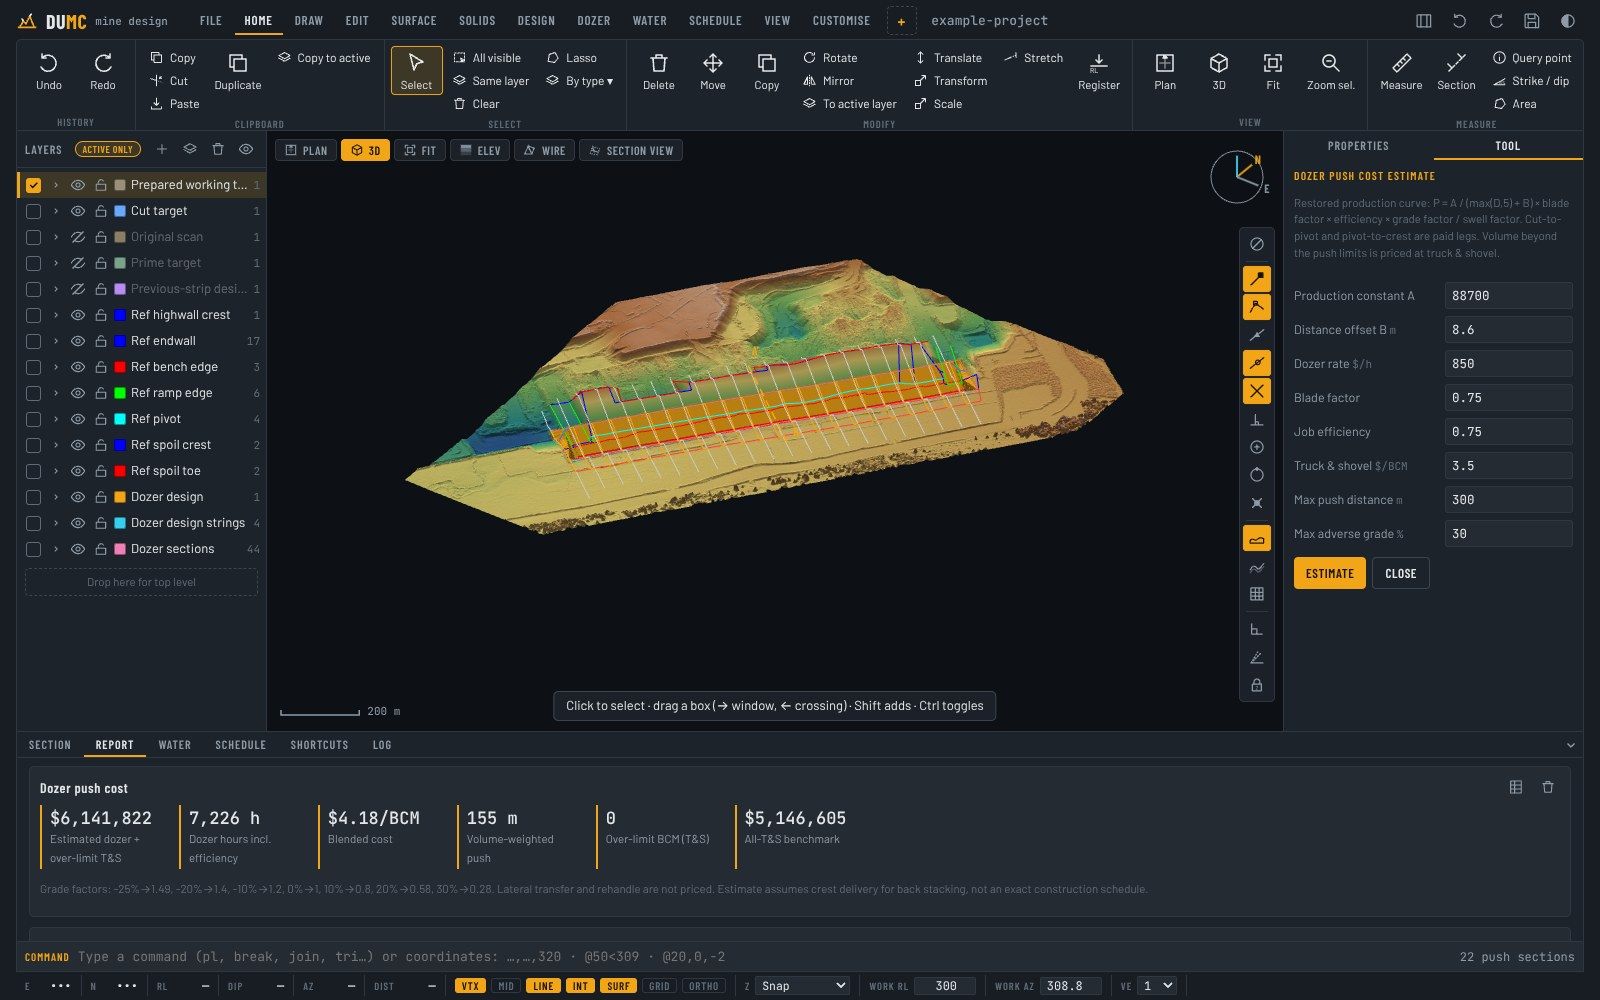 DUMC mine design FILE HOME DRAW EDIT SURFACE SOLIDS DESIGN DOZER WATER SCHEDULE VIEW CUSTOMISE + example-project
Undo
Redo
HISTORY
Copy
Cut
Paste
Duplicate
Copy to active
CLIPBOARD
Select
All visible
Same layer
Clear
Lasso
By type ▾
SELECT
Delete
Move
Copy
Rotate
Mirror
To active layer
Translate
Transform
Scale
Stretch
Register
RL
MODIFY
Plan
3D
Fit
Zoom sel.
VIEW
Measure
Section
Query point
Strike / dip
Area
MEASURE
LAYERS ACTIVE ONLY
Prepared working t... 1
Cut target 1
Original scan 1
Prime target 1
Previous-strip desi... 1
Ref highwall crest 1
Ref endwall 17
Ref bench edge 3
Ref ramp edge 6
Ref pivot 4
Ref spoil crest 2
Ref spoil toe 2
Dozer design 1
Dozer design strings 4
Dozer sections 44
Drop here for top level
PLAN 3D FIT ELEV WIRE SECTION VIEW
N
E
200 m
Click to select · drag a box (→ window, ← crossing) · Shift adds · Ctrl toggles
PROPERTIES TOOL
DOZER PUSH COST ESTIMATE
Restored production curve: P = A / (max(D,5) + B) × blade
factor × efficiency × grade factor / swell factor. Cut-to-
pivot and pivot-to-crest are paid legs. Volume beyond
the push limits is priced at truck & shovel.
Production constant A 88700
Distance offset B m 8.6
Dozer rate $/h 850
Blade factor 0.75
Job efficiency 0.75
Truck & shovel $/BCM 3.5
Max push distance m 300
Max adverse grade % 30
ESTIMATE CLOSE
SECTION REPORT WATER SCHEDULE SHORTCUTS LOG
Dozer push cost
$6,141,822
Estimated dozer +
over-limit T&S
7,226 h
Dozer hours incl.
efficiency
$4.18/BCM
Blended cost
155 m
Volume-weighted
push
0
Over-limit BCM (T&S)
$5,146,605
All-T&S benchmark
Grade factors: -25%→1.49, -20%→1.4, -10%→1.2, 0%→1, 10%→0.8, 20%→0.58, 30%→0.28. Lateral transfer and rehandle are not priced. Estimate assumes crest delivery for back stacking, not an exact construction schedule.
COMMAND Type a command (pl, break, join, tri…) or coordinates: …,…,320 · @50<309 · @20,0,-2 22 push sections
E ••• N ••• RL — DIP — AZ — DIST — VTX MID LINE INT SURF GRID ORTHO Z Snap WORK RL 300 WORK AZ 308.8 VE 1